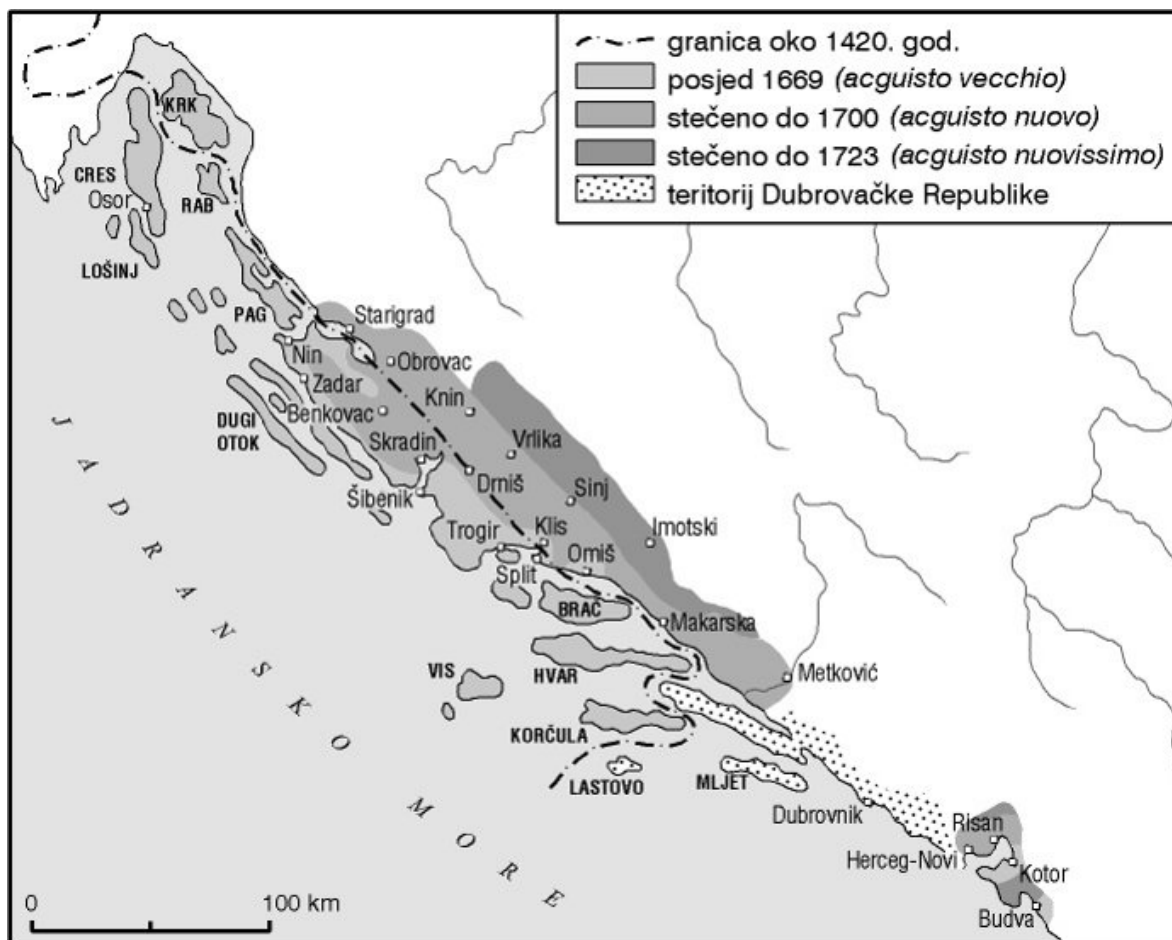 granica oko 1420. god.
posjed 1669 (acguisto vecchio)
stečeno do 1700 (acguisto nuovo)
stečeno do 1723 (acguisto nuovissimo)
teritorij Dubrovačke Republike
KRK
CRES
Osor
RAB
LOŠINJ
PAG
Starigrad
Nin
Obrovac
Zadar
Knin
DUGI
OTOK
Benkovac
Skradin
Vrlika
Drniš
Šibenik
Sinj
Trogir
Klis
Imotski
Split
Omiš
BRAČ
Makarska
VIS
HVAR
Metković
KORČULA
LASTOVO
MLJET
Dubrovnik
Risan
Herceg-Novi
Kotor
Budva
JADRANSKO MORE
0 100 km